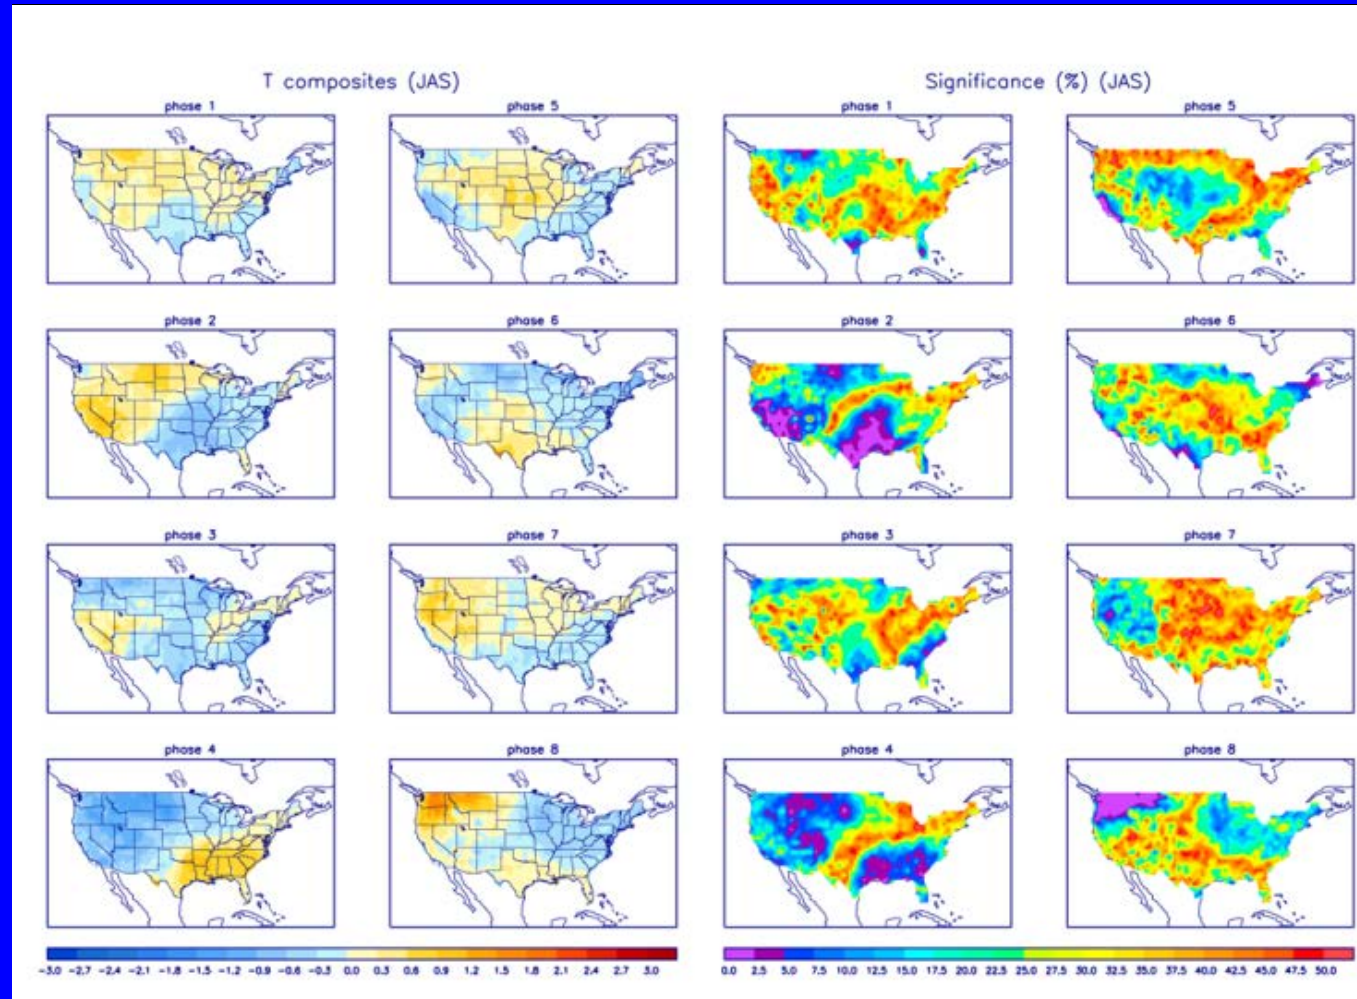 T composites (JAS)
Significance (%) (JAS)
phase 1
phase 5
phase 1
phase 5
phase 2
phase 6
phase 2
phase 6
phase 3
phase 7
phase 3
phase 7
phase 4
phase 8
phase 4
phase 8
-3.0 -2.7 -2.4 -2.1 -1.8 -1.5 -1.2 -0.9 -0.6 -0.3 0.0 0.3 0.6 0.9 1.2 1.5 1.8 2.1 2.4 2.7 3.0
0.0 2.5 5.0 7.5 10.0 12.5 15.0 17.5 20.0 22.5 25.0 27.5 30.0 32.5 35.0 37.5 40.0 42.5 45.0 47.5 50.0